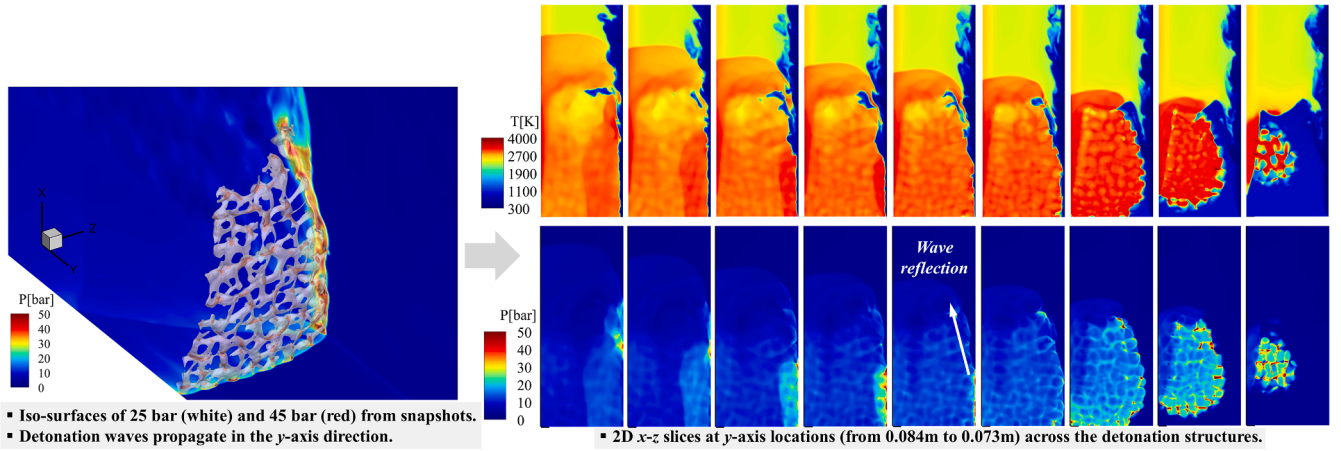 X
Z
Y
P[bar]
50
40
30
20
10
0
▪ Iso-surfaces of 25 bar (white) and 45 bar (red) from snapshots.
▪ Detonation waves propagate in the y-axis direction.
T[K]
4000
2700
1900
1100
300
Wave
reflection
P[bar]
50
40
30
20
10
0
▪ 2D x-z slices at y-axis locations (from 0.084m to 0.073m) across the detonation structures.